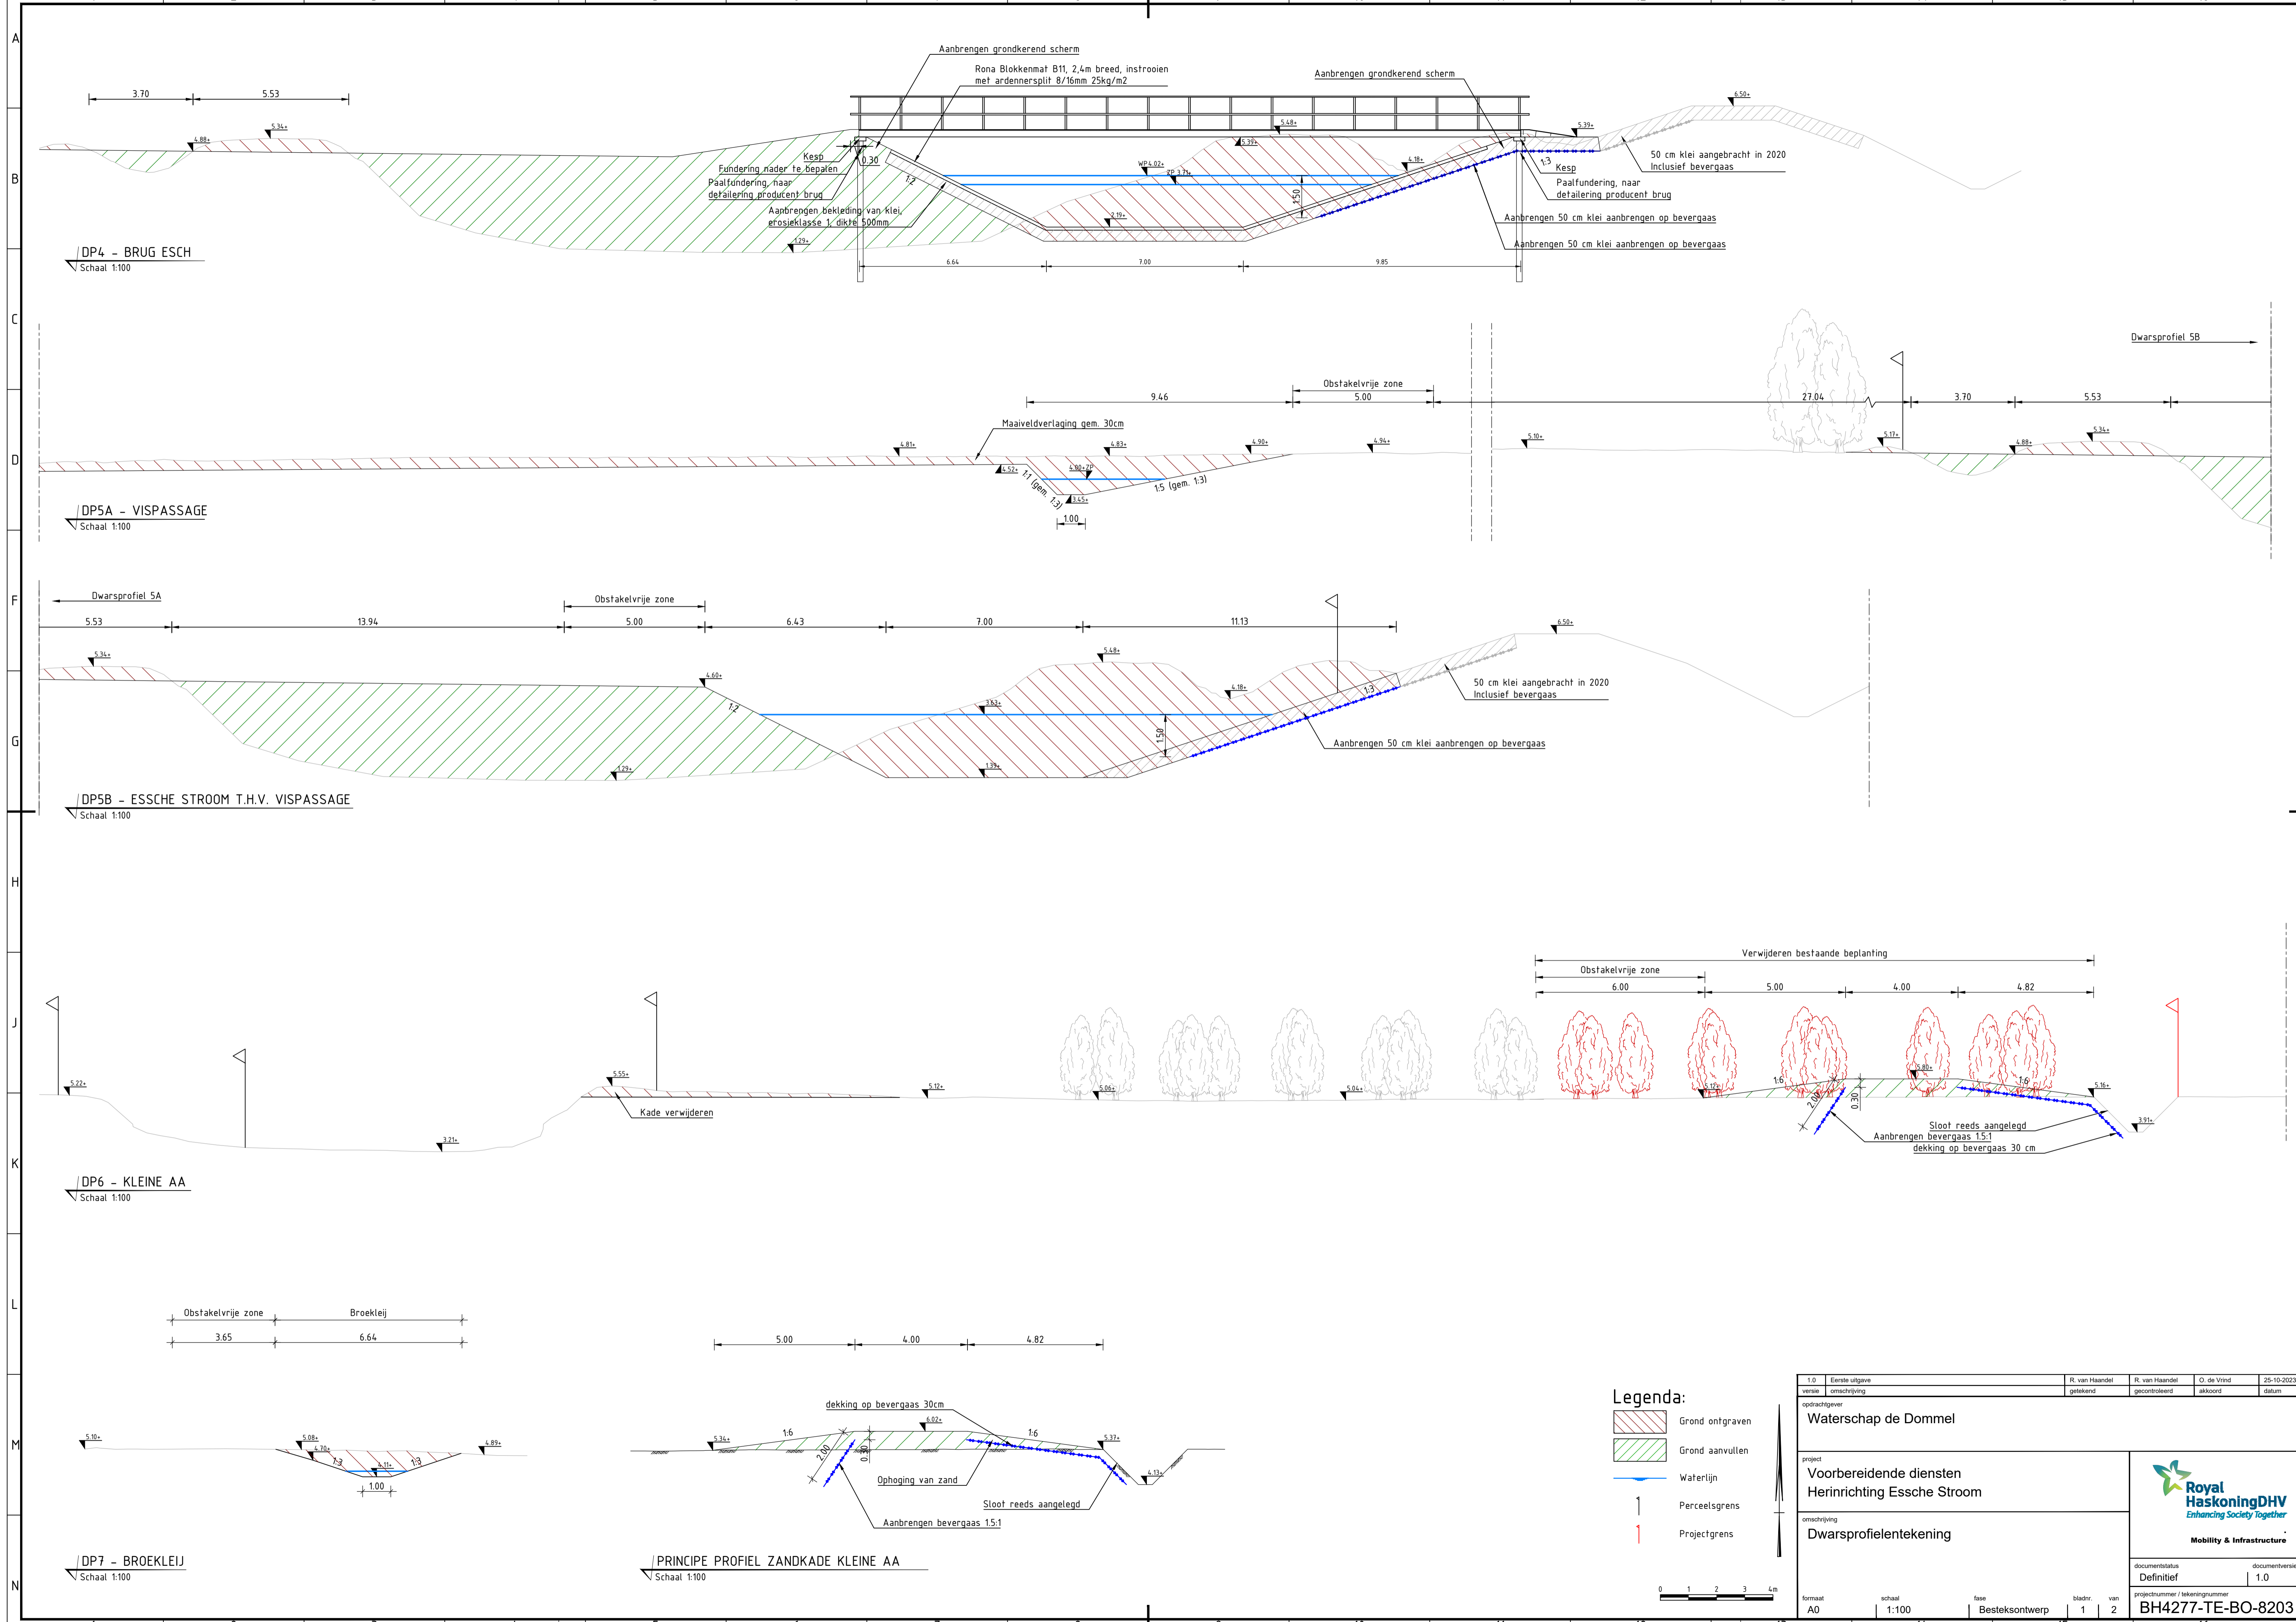 A
B
C
D
F
G
H
J
K
L
M
N
Aanbrengen grondkerend scherm
Rona Blokkenmat B11, 2,4m breed, instrooien
met ardennersplit 8/16mm 25kg/m2
Aanbrengen grondkerend scherm
3.70
5.53
4.88+
5.34+
5.48+
5.39+
5.39+
6.50+
Kesp
0.30
Fundering nader te bepalen
Paalfundering, naar
detailering producent brug
Aanbrengen bekleding van klei,
erosieklasse 1, dikte 500mm
1:2
WP4.02+
ZP 3.71+
4.18+
1.50
2.19+
1.29+
1:3
Kesp
Paalfundering, naar
detailering producent brug
50 cm klei aangebracht in 2020
Inclusief bevergaas
Aanbrengen 50 cm klei aanbrengen op bevergaas
Aanbrengen 50 cm klei aanbrengen op bevergaas
6.64
7.00
9.85
DP4 - BRUG ESCH
Schaal 1:100
Dwarsprofiel 5B
Obstakelvrije zone
9.46
5.00
27.04
3.70
5.53
Maaiveldverlaging gem. 30cm
4.81+
4.83+
4.90+
4.94+
5.10+
5.17+
4.88+
5.34+
4.52+
4.00+ZP
3.45+
1:1 (gem. 1:3)
1:5 (gem. 1:3)
1.00
DP5A - VISPASSAGE
Schaal 1:100
Dwarsprofiel 5A
Obstakelvrije zone
5.53
13.94
5.00
6.43
7.00
11.13
5.34+
4.60+
5.48+
4.18+
6.50+
3.63+
1:2
1:3
1.50
1.29+
1.39+
50 cm klei aangebracht in 2020
Inclusief bevergaas
Aanbrengen 50 cm klei aanbrengen op bevergaas
DP5B - ESSCHE STROOM T.H.V. VISPASSAGE
Schaal 1:100
Verwijderen bestaande beplanting
Obstakelvrije zone
6.00
5.00
4.00
4.82
5.22+
3.21+
5.55+
Kade verwijderen
5.12+
5.06+
5.04+
5.12+
1:6
5.80+
1:6
5.16+
2.00
0.30
3.91+
Sloot reeds aangelegd
Aanbrengen bevergaas 1.5:1
dekking op bevergaas 30 cm
DP6 - KLEINE AA
Schaal 1:100
Obstakelvrije zone
Broekleij
3.65
6.64
5.10+
5.08+
4.70+
4.11+
4.89+
1:3
1:3
1.00
DP7 - BROEKLEIJ
Schaal 1:100
5.00
4.00
4.82
dekking op bevergaas 30cm
5.34+
1:6
6.02+
1:6
5.37+
2.00
0.30
4.13+
Ophoging van zand
Sloot reeds aangelegd
Aanbrengen bevergaas 1.5:1
PRINCIPE PROFIEL ZANDKADE KLEINE AA
Schaal 1:100
Legenda:
Grond ontgraven
Grond aanvullen
Waterlijn
Perceelsgrens
Projectgrens
0 1 2 3 4m
1.0 Eerste uitgave R. van Haandel R. van Haandel O. de Vrind 25-10-2023
versie omschrijving getekend gecontroleerd akkoord datum
opdrachtgever
Waterschap de Dommel
project
Voorbereidende diensten
Herinrichting Essche Stroom
omschrijving
Dwarsprofielentekening
Royal
HaskoningDHV
Enhancing Society Together
Mobility & Infrastructure
documentstatus documentversie
Definitief 1.0
projectnummer / tekeningnummer
BH4277-TE-BO-8203
formaat schaal fase bladnr. van
A0 1:100 Besteksontwerp 1 2